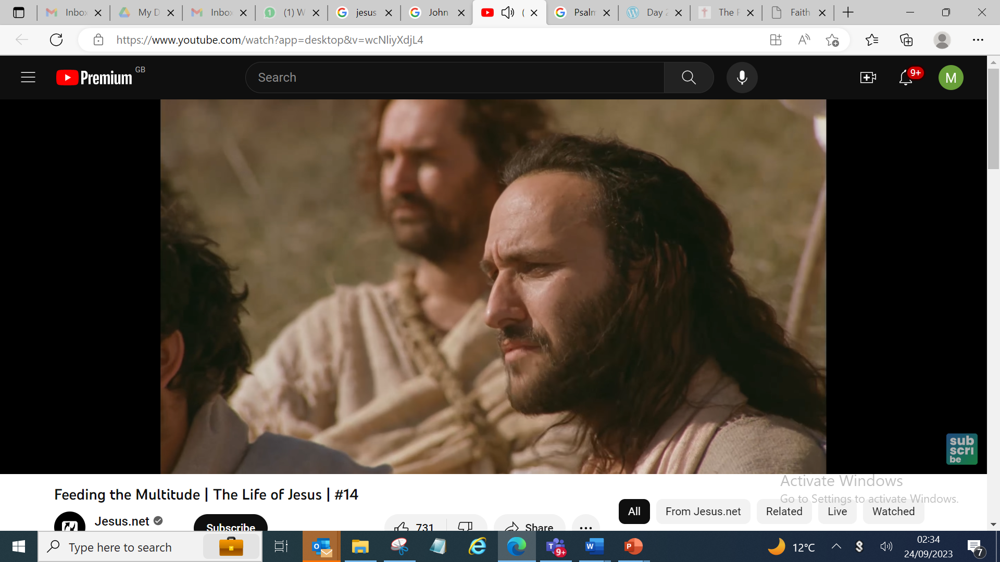 Inbox
My D
Inbox
(1) W
jesus
John
(
Psalm
Day 2
The F
Faith
https://www.youtube.com/watch?app=desktop&v=wcNIiyXdjL4
Premium GB
Search
9+
M
sub
scri
be
Feeding the Multitude | The Life of Jesus | #14
Activate Windows
Go to Settings to activate Windows.
All
From Jesus.net
Related
Live
Watched
Jesus.net
Subscribe
731
Share
Type here to search
9+
12°C
02:34
24/09/2023
7